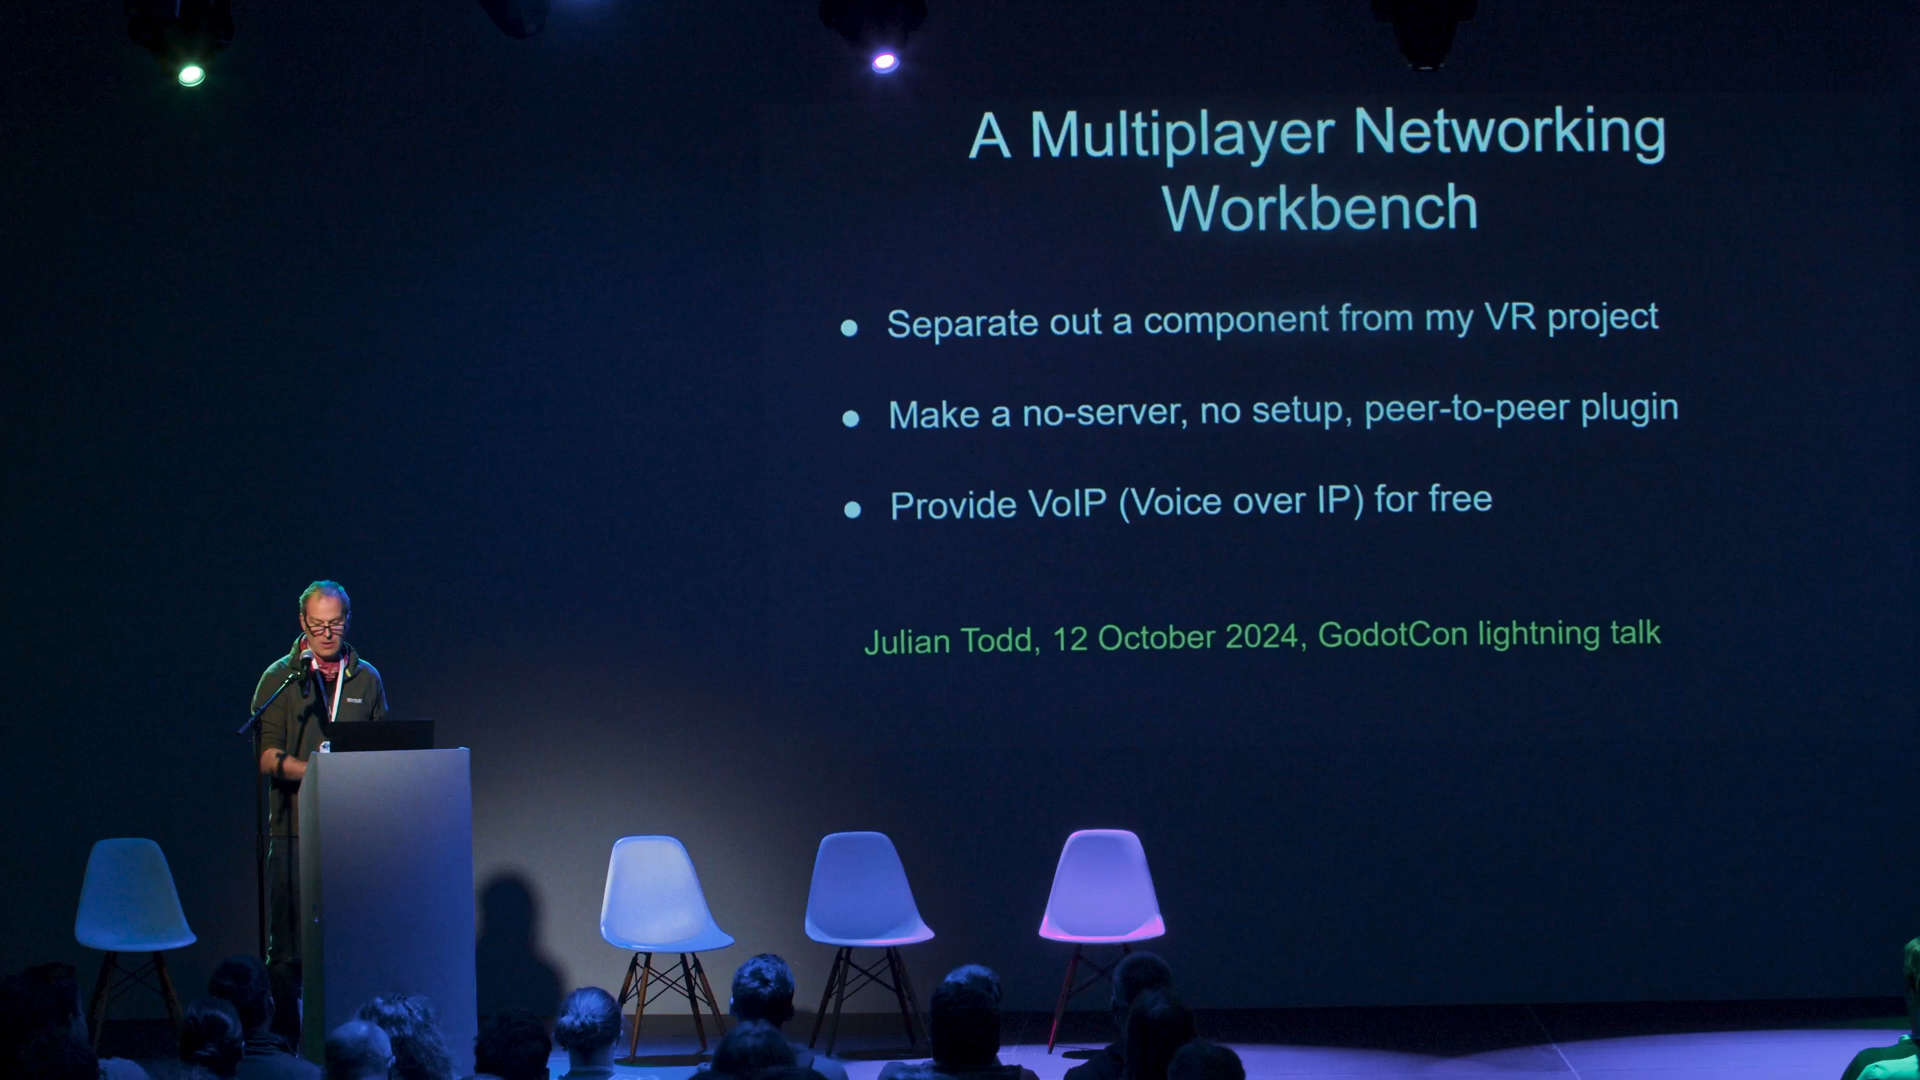 A Multiplayer Networking
Workbench
● Separate out a component from my VR project
● Make a no-server, no setup, peer-to-peer plugin
● Provide VoIP (Voice over IP) for free
Julian Todd, 12 October 2024, GodotCon lightning talk